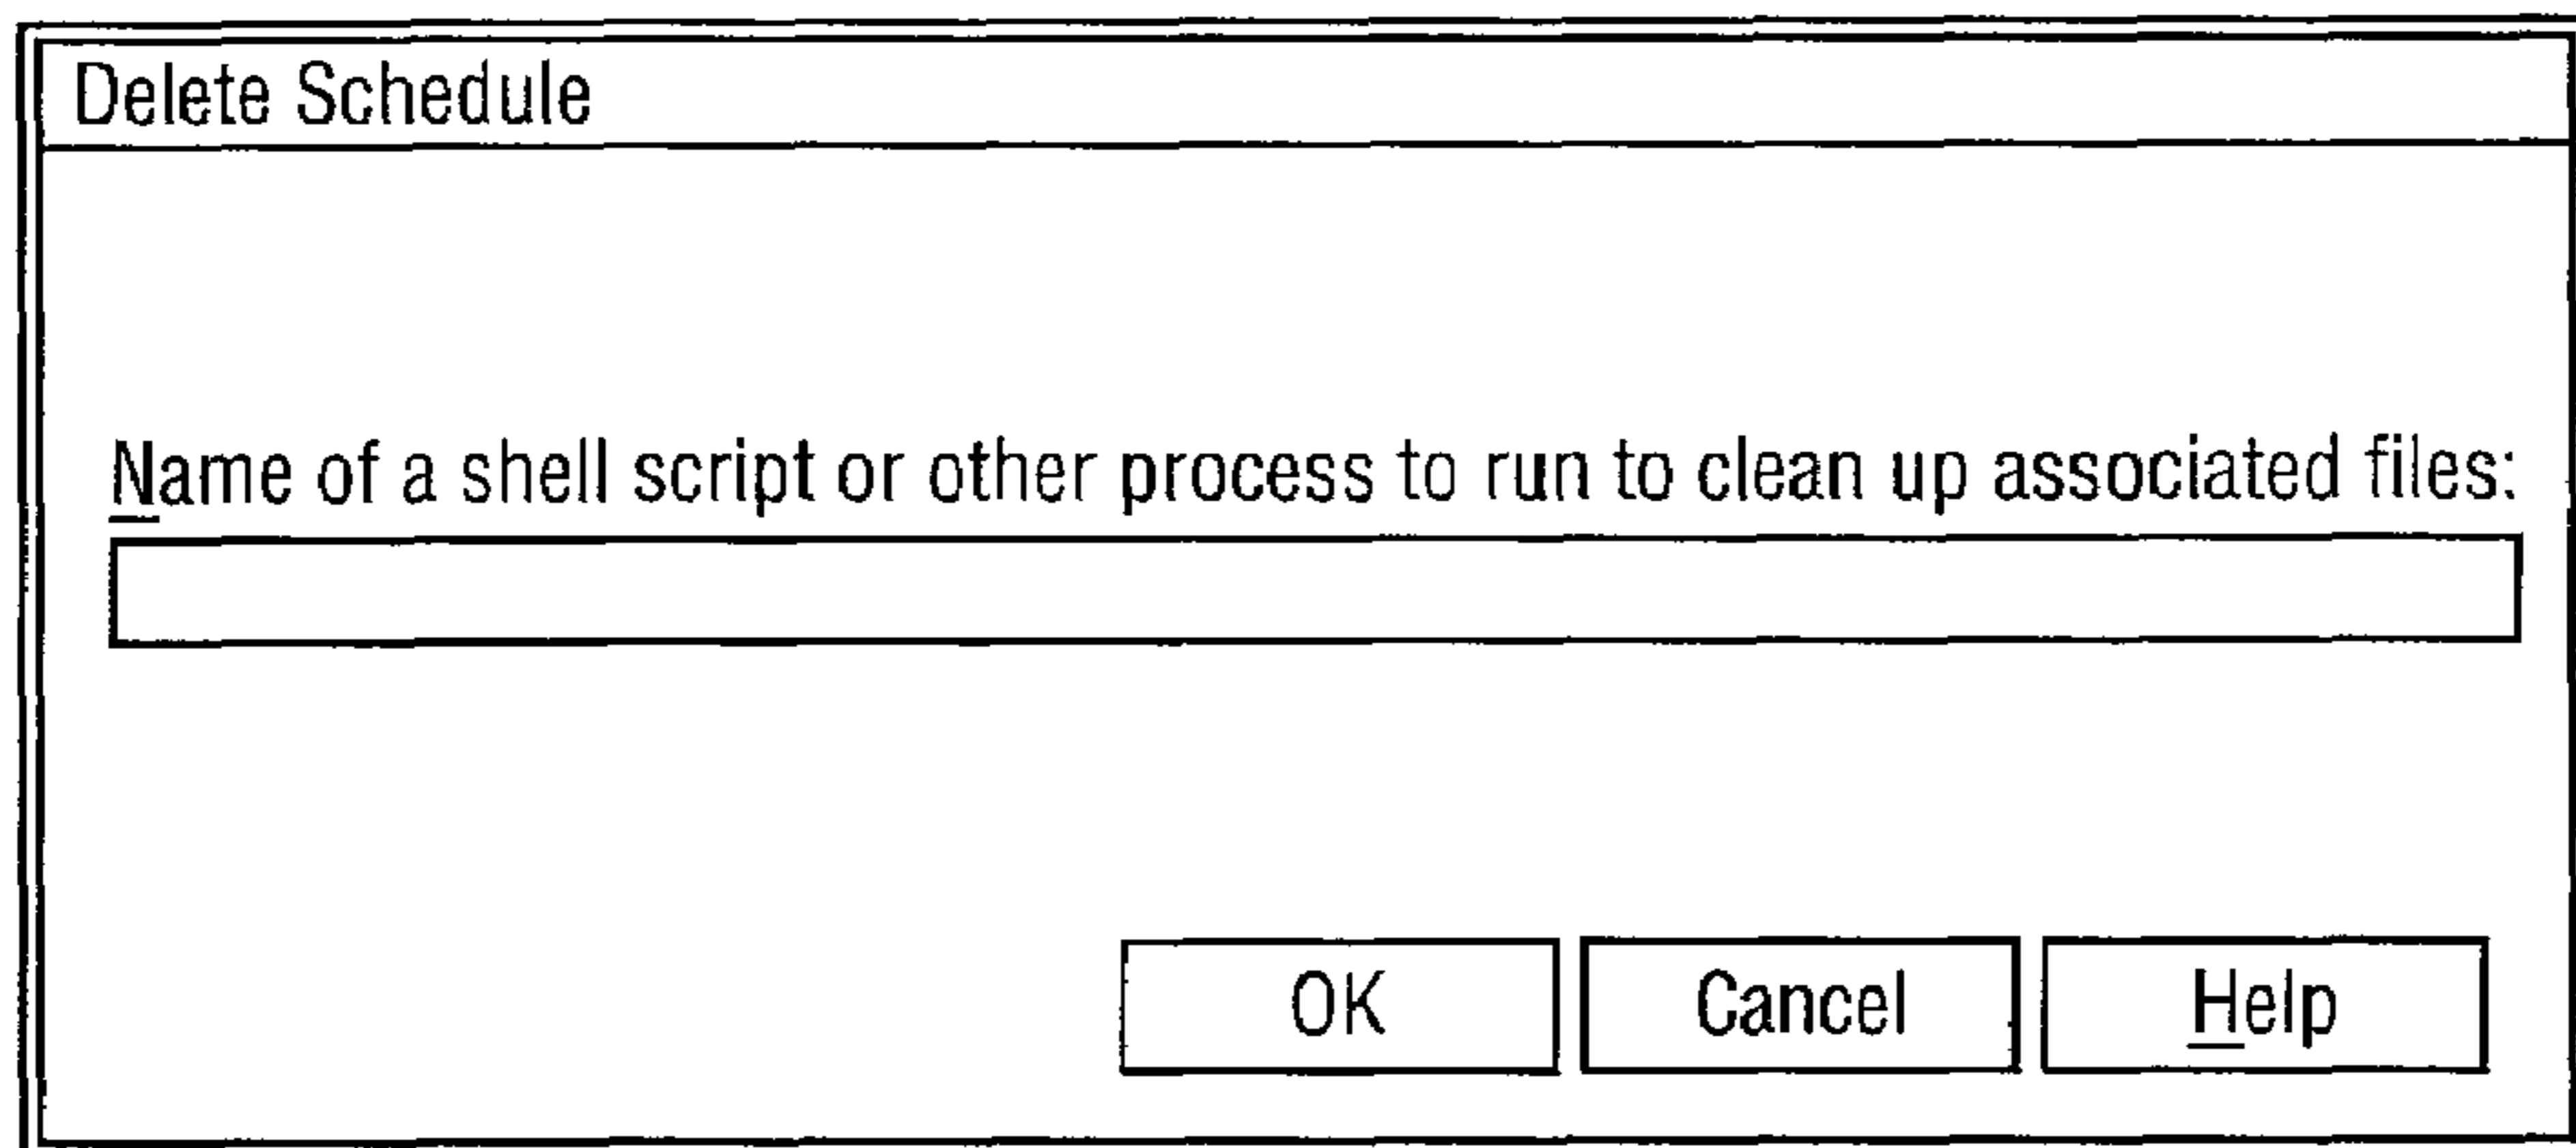 Delete Schedule
Name of a shell script or other process to run to clean up associated files:
OK Cancel Help